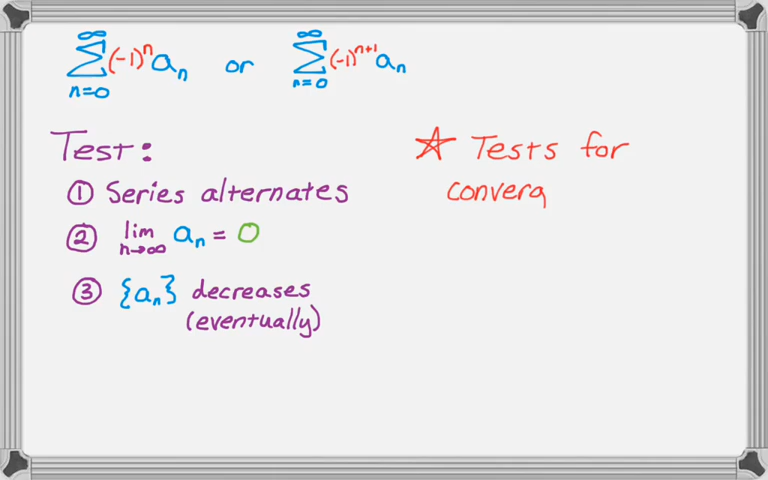 ∞ ∑ n=0 (-1)^n a_n or ∞ ∑ n=0 (-1)^{n+1} a_n
Test:
① Series alternates
② lim n→∞ a_n = 0
③ {a_n} decreases
(eventually)
☆ Tests for
converg